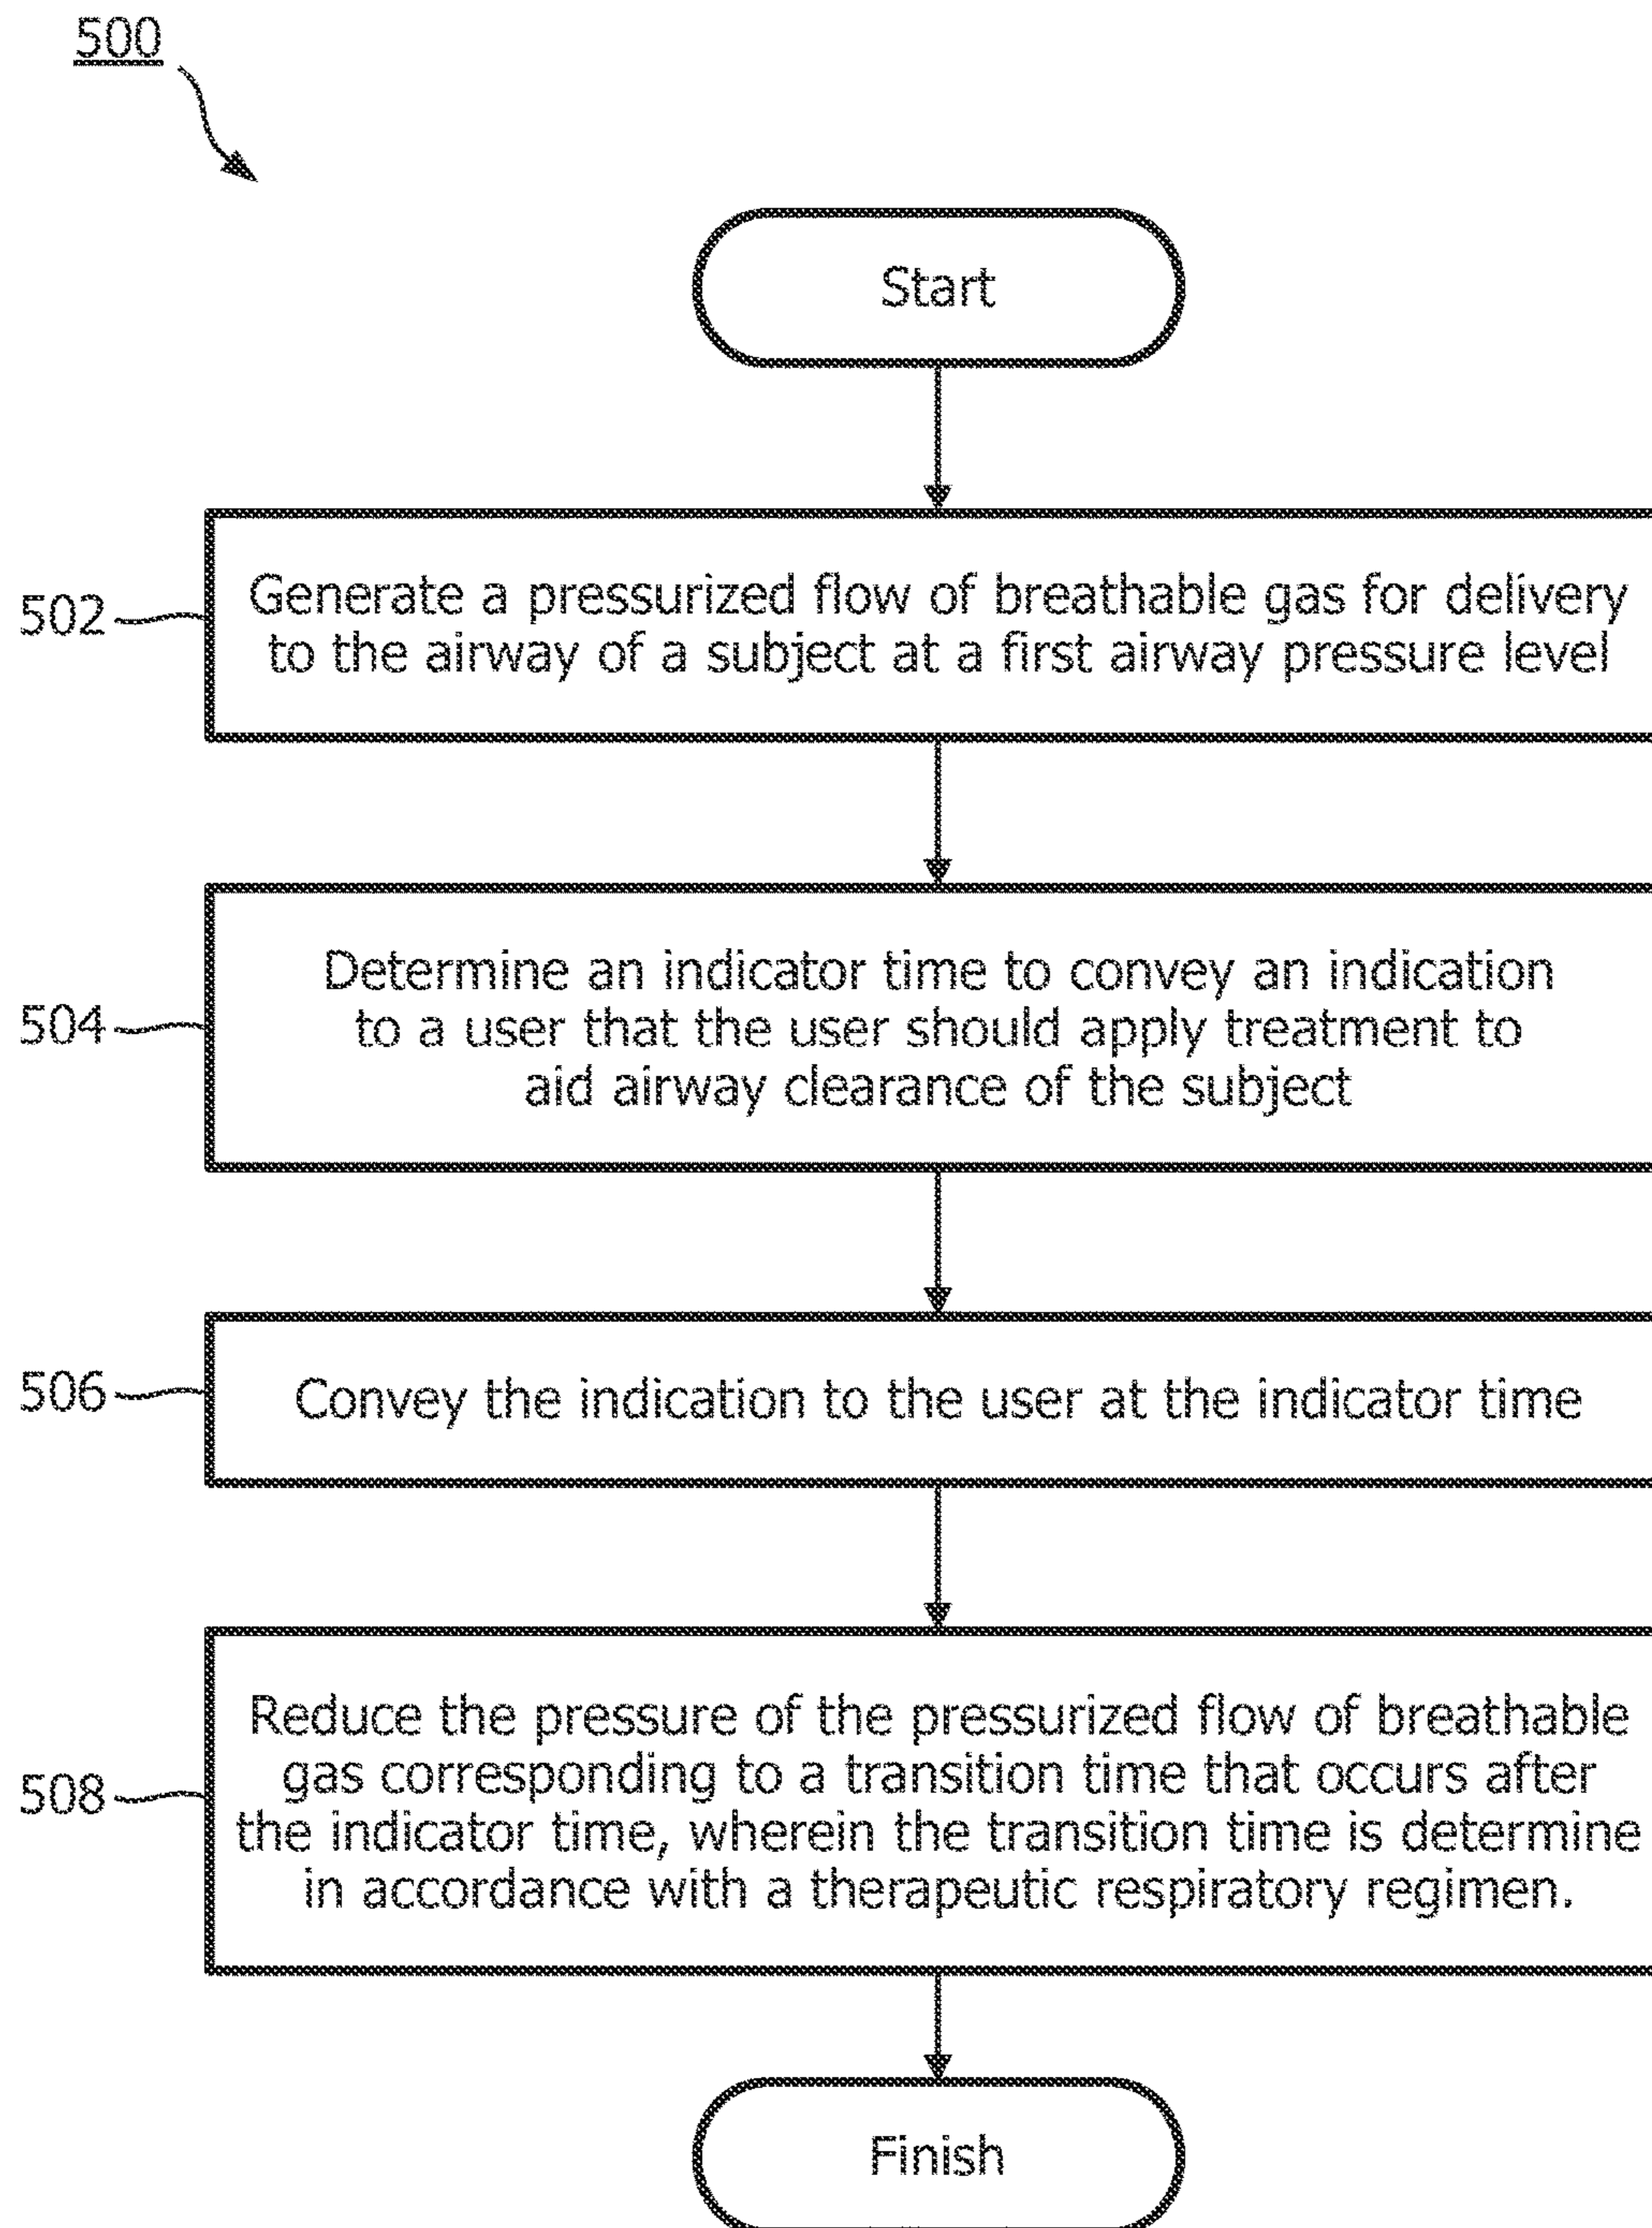 500
Start
502
Generate a pressurized flow of breathable gas for delivery
to the airway of a subject at a first airway pressure level
504
Determine an indicator time to convey an indication
to a user that the user should apply treatment to
aid airway clearance of the subject
506
Convey the indication to the user at the indicator time
508
Reduce the pressure of the pressurized flow of breathable
gas corresponding to a transition time that occurs after
the indicator time, wherein the transition time is determine
in accordance with a therapeutic respiratory regimen.
Finish